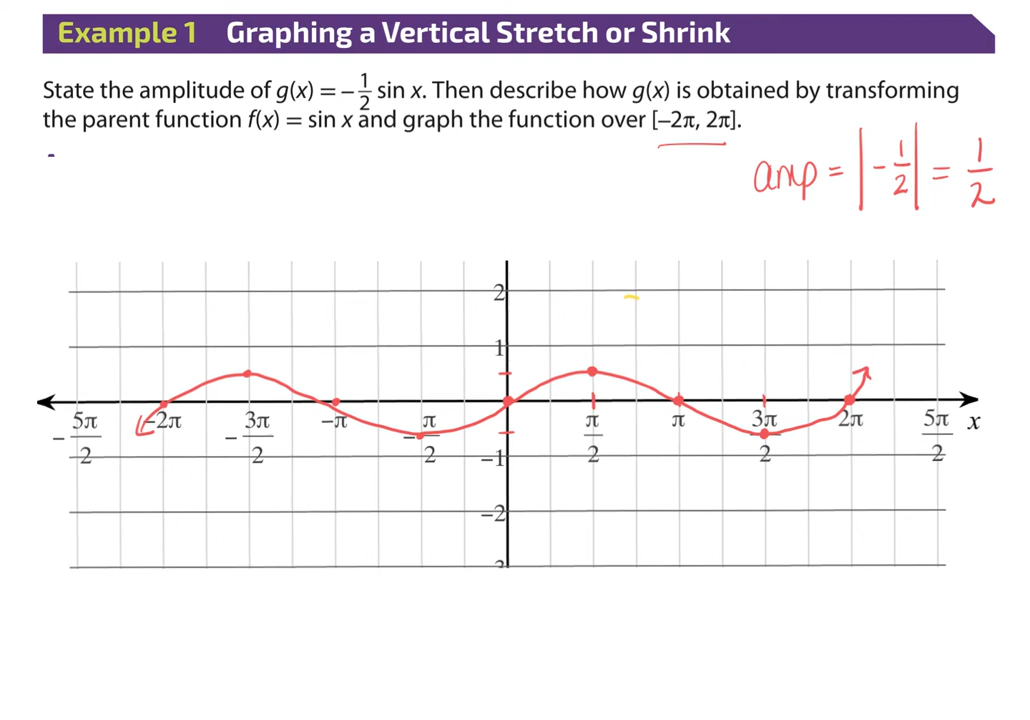 Example 1 Graphing a Vertical Stretch or Shrink
State the amplitude of g(x) = −1/2 sin x. Then describe how g(x) is obtained by transforming
the parent function f(x) = sin x and graph the function over [−2π, 2π].
amp = |−1/2| = 1/2
2
1
−5π/2 −2π −3π/2 −π −π/2 π/2 π 3π/2 2π 5π/2 x
−1
−2